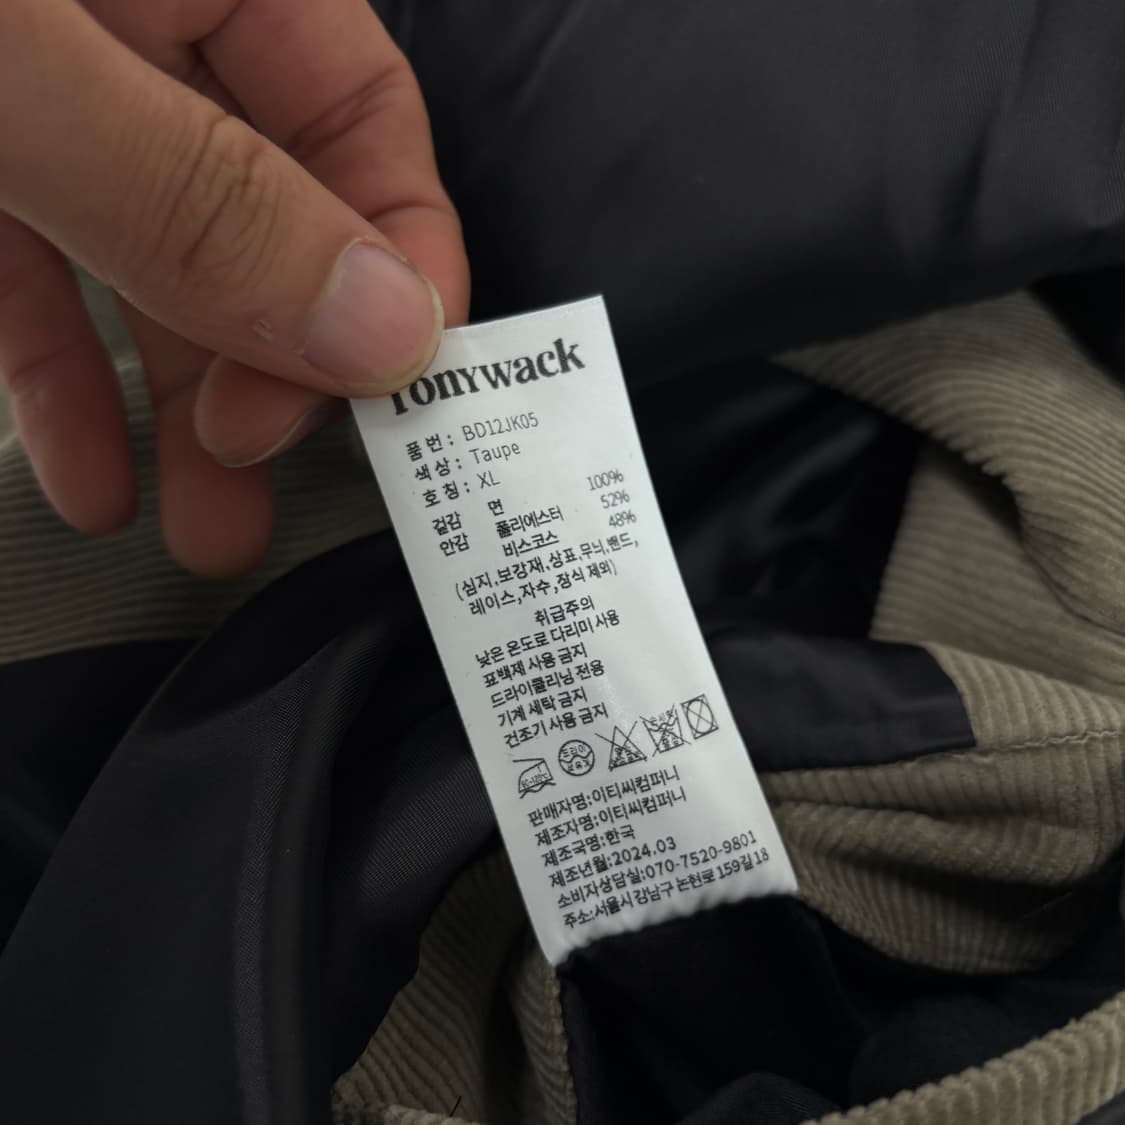 Tonywack
품 번 : BD12JK05
색 상 : Taupe
호 칭 : XL
겉감 면 100%
안감 폴리에스터 52%
비스코스 48%
(심지,보강재,상표,무늬,밴드,
레이스,자수,장식 제외)
취급주의
낮은 온도로 다리미 사용
표백제 사용 금지
드라이클리닝 전용
기계 세탁 금지
건조기 사용 금지
80~120℃ 드라이
판매자명:이티씨컴퍼니
제조자명:이티씨컴퍼니
제조국명:한국
제조년월:2024.03
소비자상담실:070-7520-9801
주소:서울시 강남구 논현로 159길 18